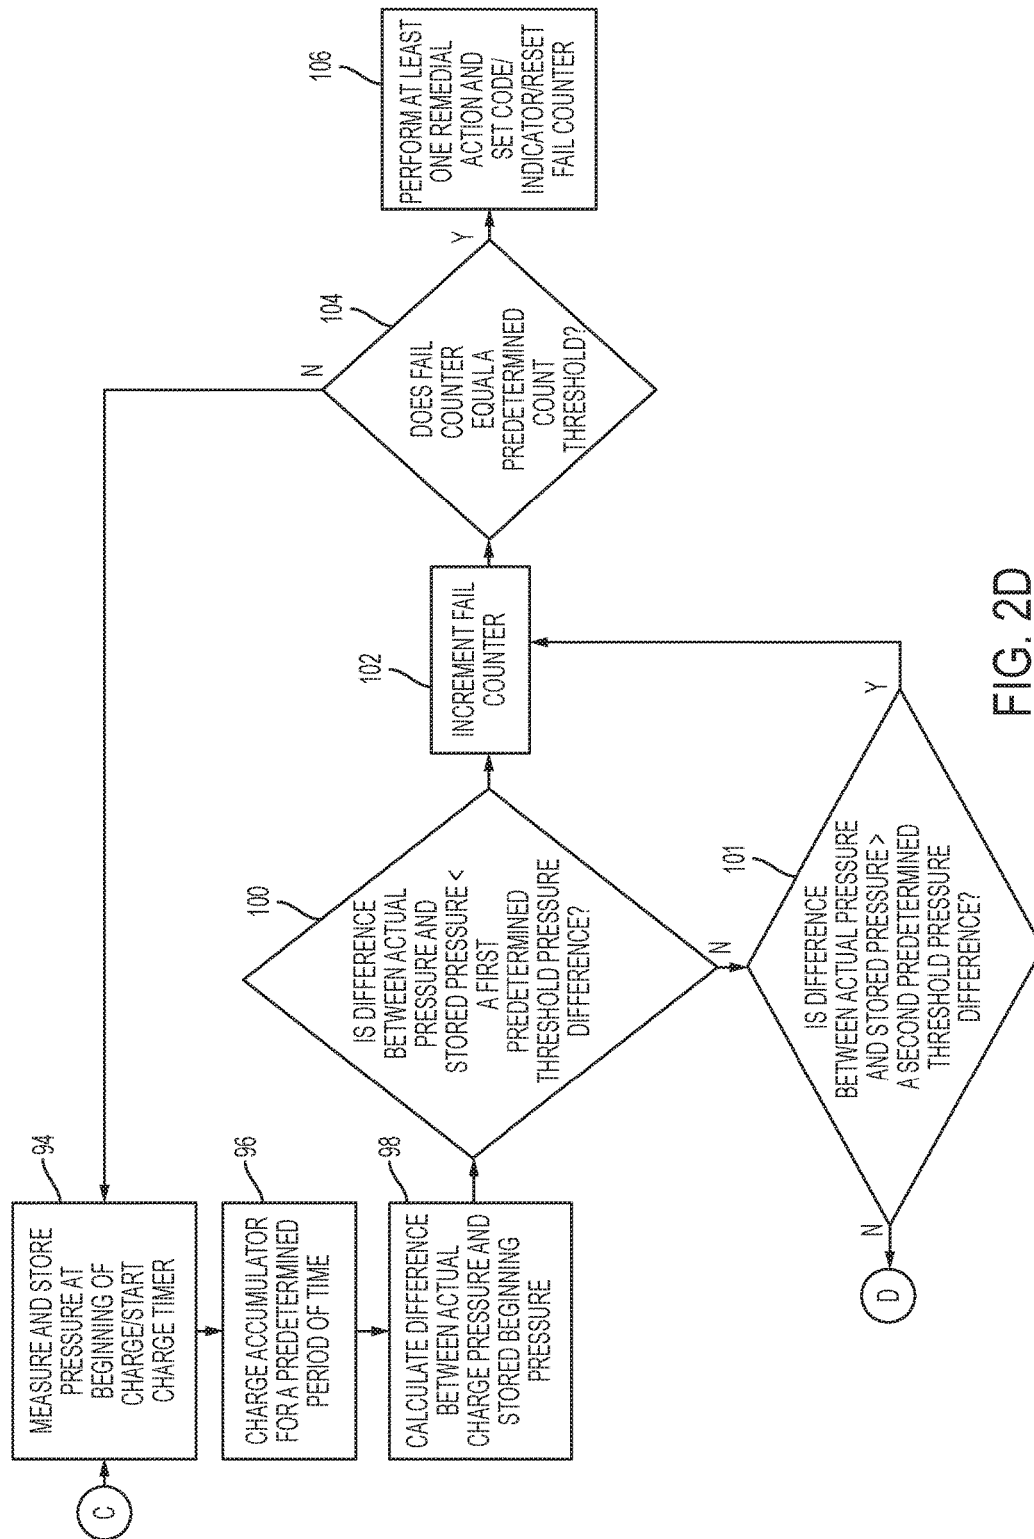 C
94
MEASURE AND STORE
PRESSURE AT
BEGINNING OF
CHARGE/START
CHARGE TIMER
96
CHARGE ACCUMULATOR
FOR A PREDETERMINED
PERIOD OF TIME
98
CALCULATE DIFFERENCE
BETWEEN ACTUAL
CHARGE PRESSURE AND
STORED BEGINNING
PRESSURE
100
IS DIFFERENCE
BETWEEN ACTUAL
PRESSURE AND
STORED PRESSURE <
A FIRST
PREDETERMINED
THRESHOLD PRESSURE
DIFFERENCE?
N
101
IS DIFFERENCE
BETWEEN ACTUAL PRESSURE
AND STORED PRESSURE >
A SECOND PREDETERMINED
THRESHOLD PRESSURE
DIFFERENCE?
N
D
Y
102
INCREMENT FAIL
COUNTER
104
DOES FAIL
COUNTER
EQUAL A
PREDETERMINED
COUNT
THRESHOLD?
N
Y
106
PERFORM AT LEAST
ONE REMEDIAL
ACTION AND
SET CODE/
INDICATOR/RESET
FAIL COUNTER
FIG. 2D